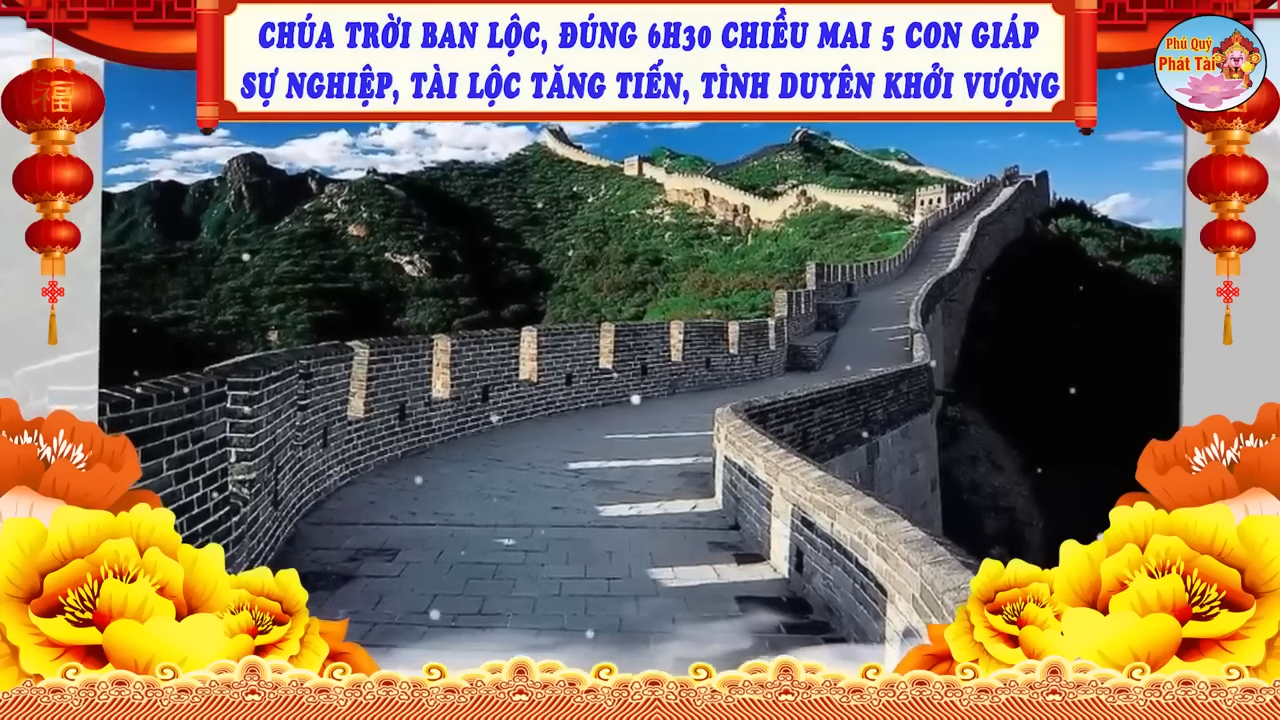 CHÚA TRỜI BAN LỘC, ĐÚNG 6H30 CHIỀU MAI 5 CON GIÁP
SỰ NGHIỆP, TÀI LỘC TĂNG TIẾN, TÌNH DUYÊN KHỞI VƯỢNG
Phú Quý
Phát Tài
福